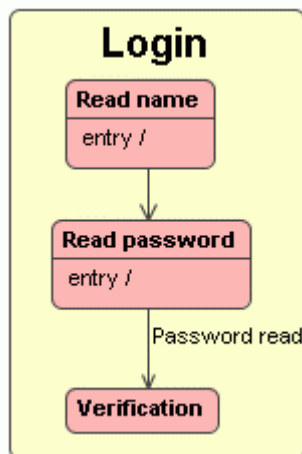 Login
Read name
entry /
Read password
entry /
Password read
Verification